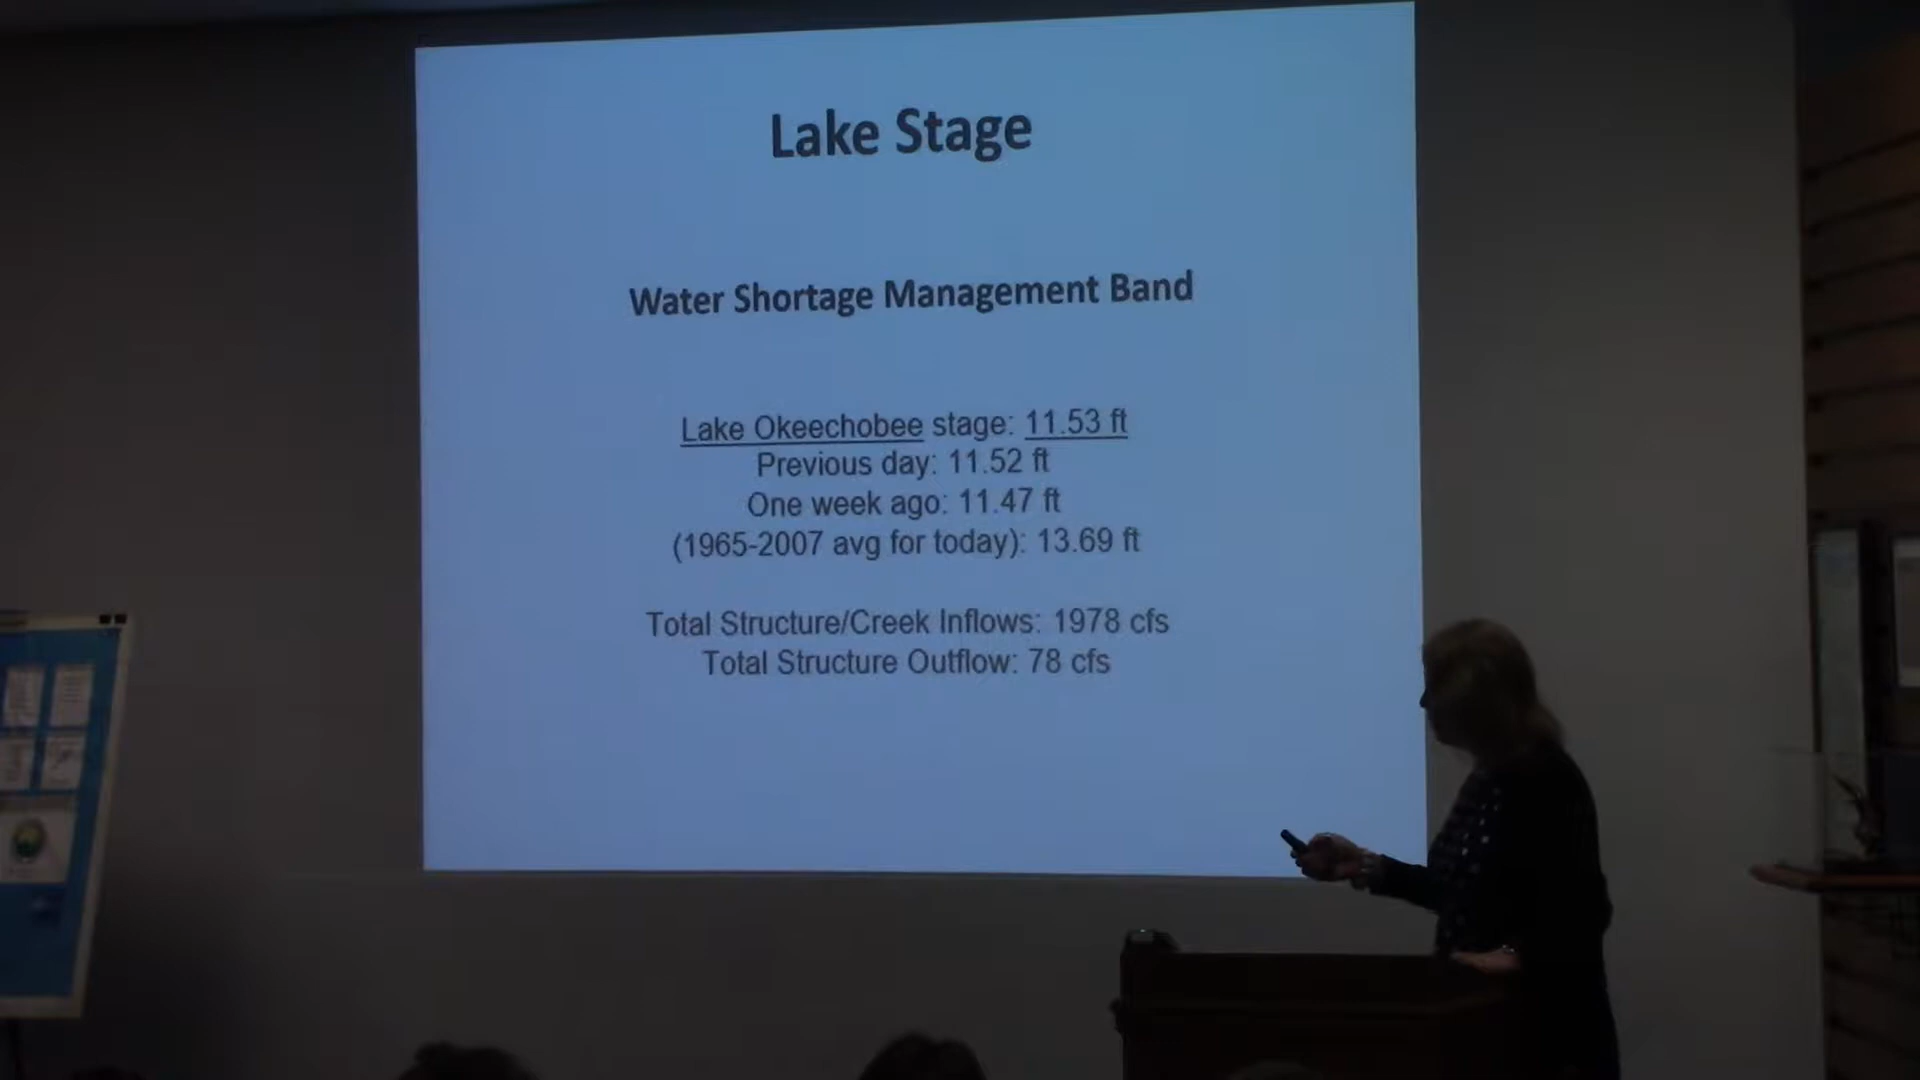 Lake Stage
Water Shortage Management Band
Lake Okeechobee stage: 11.53 ft
Previous day: 11.52 ft
One week ago: 11.47 ft
(1965-2007 avg for today): 13.69 ft
Total Structure/Creek Inflows: 1978 cfs
Total Structure Outflow: 78 cfs